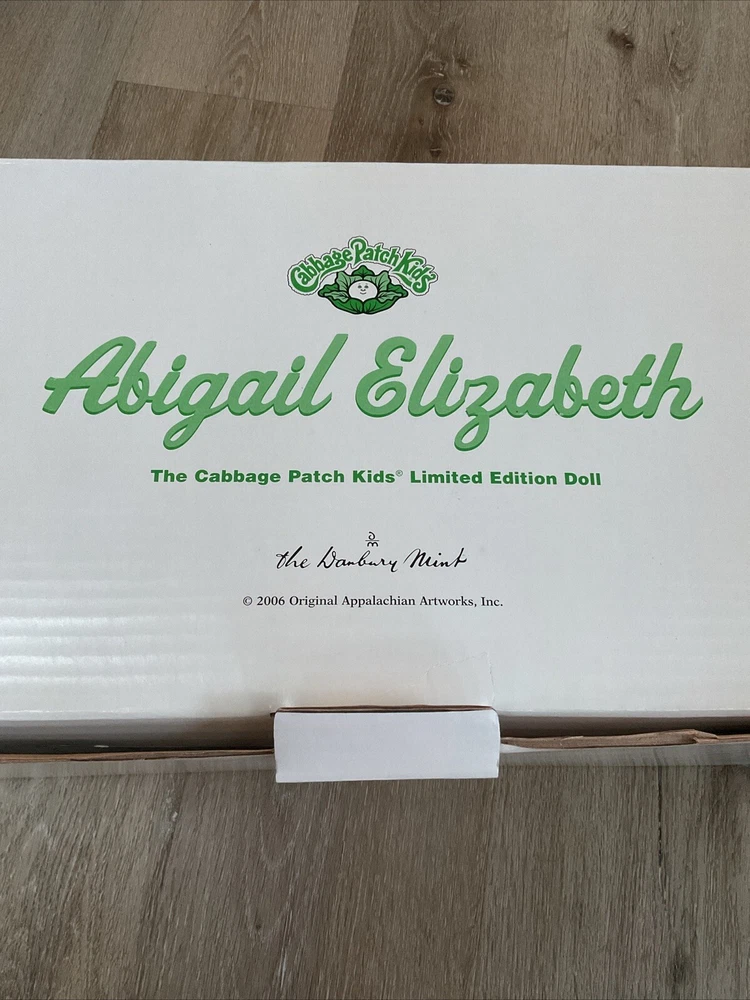 Cabbage Patch Kids
Abigail Elizabeth
The Cabbage Patch Kids® Limited Edition Doll
DM
the Danbury Mint
© 2006 Original Appalachian Artworks, Inc.